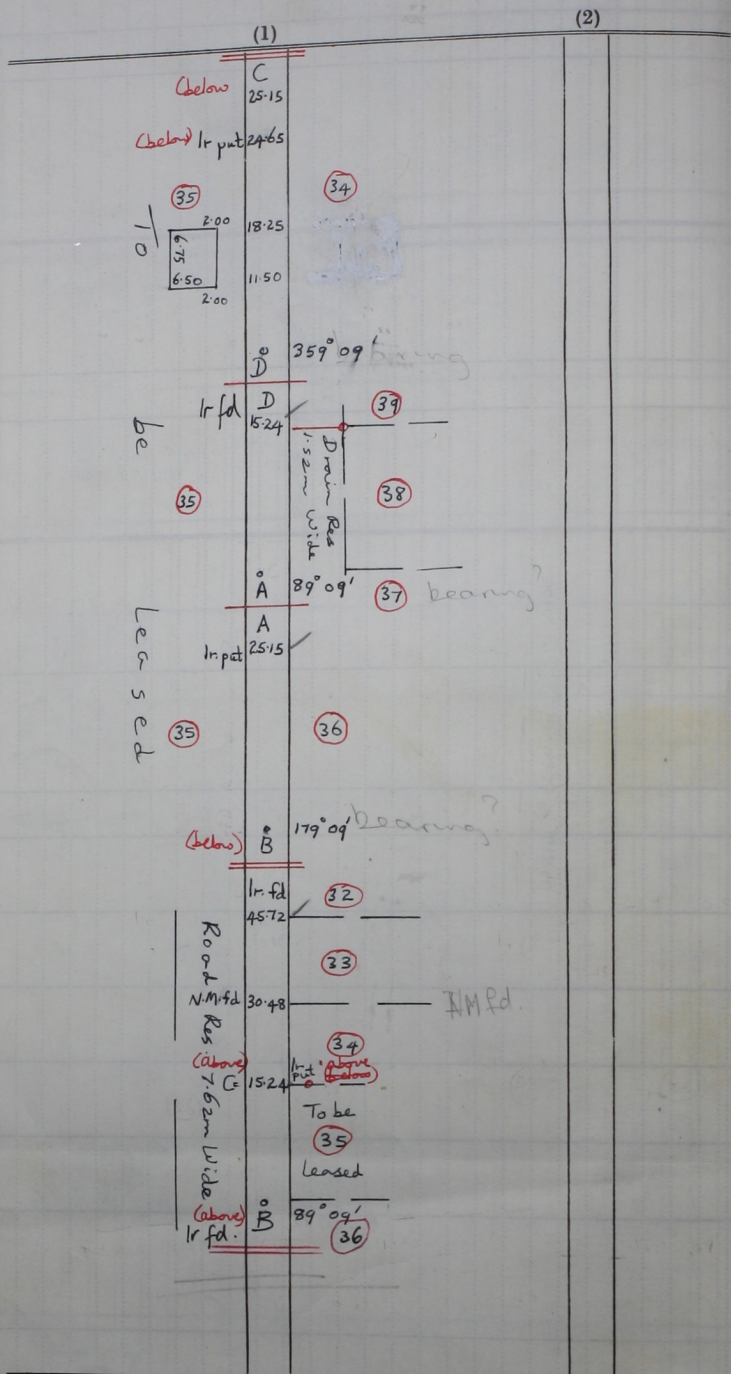 (1)
(2)
(below C
25.15
(below) Ir put 24.65
35
34
2.00 18.25
6.75
6.50 11.50
2.00
To
D 359° 09'
Ir fd D
15.24
39
be
Drain Res
1.52m Wide
38
35
A 89° 09'
37 bearing?
A
Ir. put 25.15
Leased
35
36
179° 09' bearing?
(below) B
Ir. fd
45.72
32
33
N.M. fd 30.48 NM fd.
34
(above) Ir put above
C 15.24
Road Res 7.62m Wide
To be
35
Leased
(above) B 89° 09'
Ir fd.
36